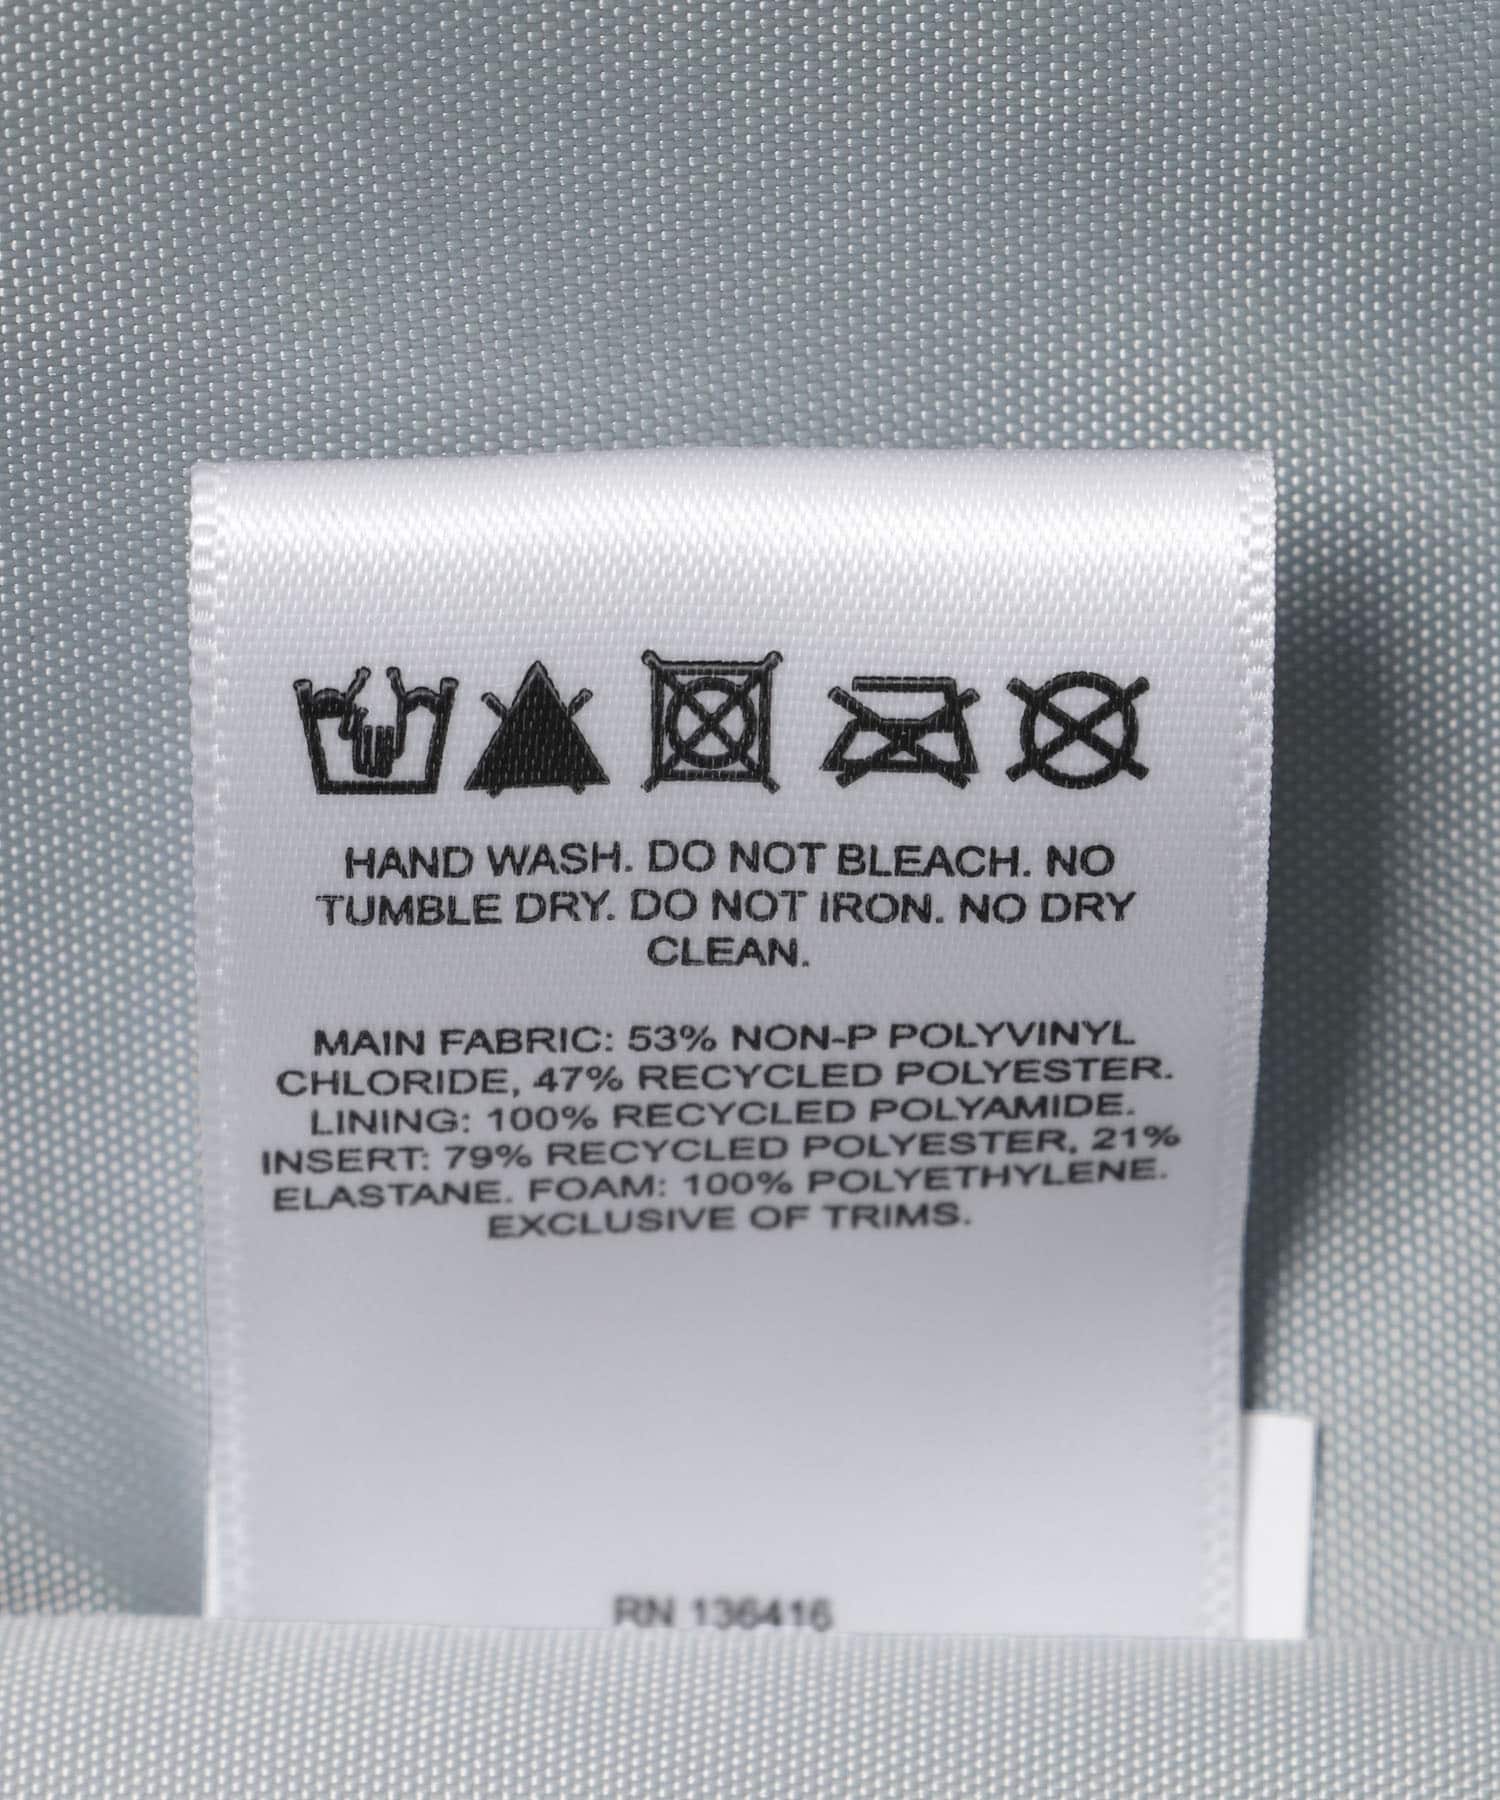 HAND WASH. DO NOT BLEACH. NO
TUMBLE DRY. DO NOT IRON. NO DRY
CLEAN.
MAIN FABRIC: 53% NON-P POLYVINYL
CHLORIDE, 47% RECYCLED POLYESTER.
LINING: 100% RECYCLED POLYAMIDE.
INSERT: 79% RECYCLED POLYESTER, 21%
ELASTANE. FOAM: 100% POLYETHYLENE.
EXCLUSIVE OF TRIMS.
RN 136416